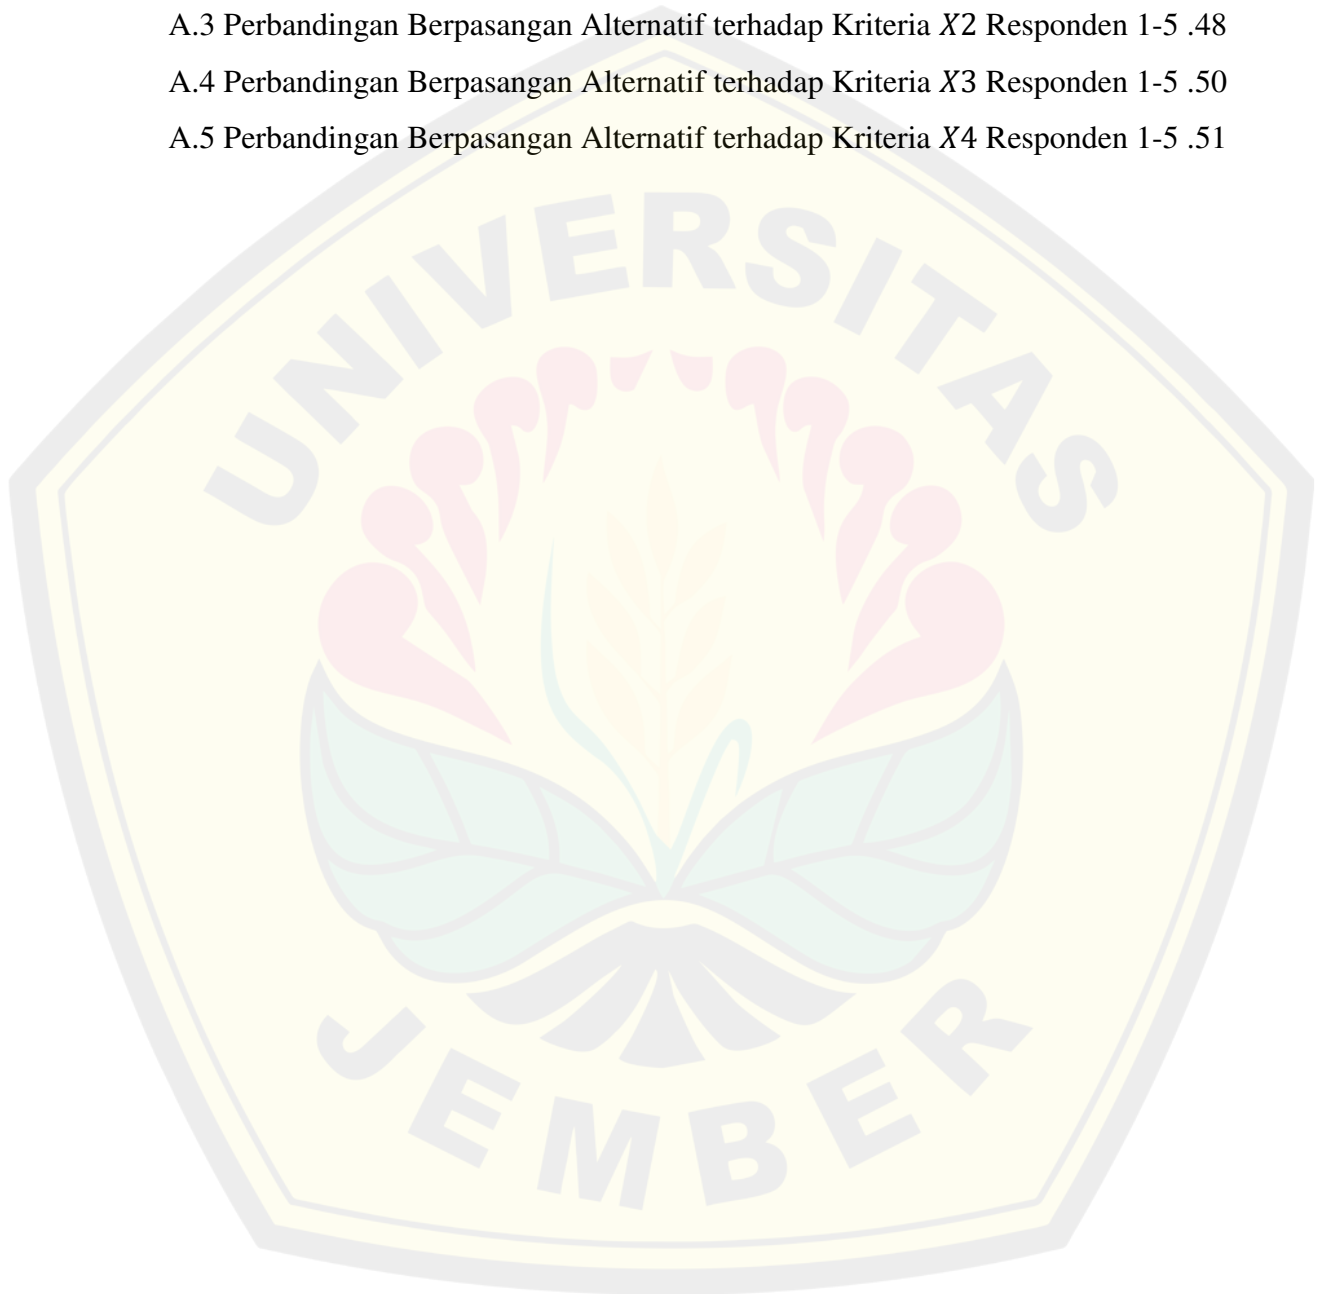 A.3 Perbandingan Berpasangan Alternatif terhadap Kriteria X2 Responden 1-5 .48
A.4 Perbandingan Berpasangan Alternatif terhadap Kriteria X3 Responden 1-5 .50
A.5 Perbandingan Berpasangan Alternatif terhadap Kriteria X4 Responden 1-5 .51
UNIVERSITAS
JEMBER